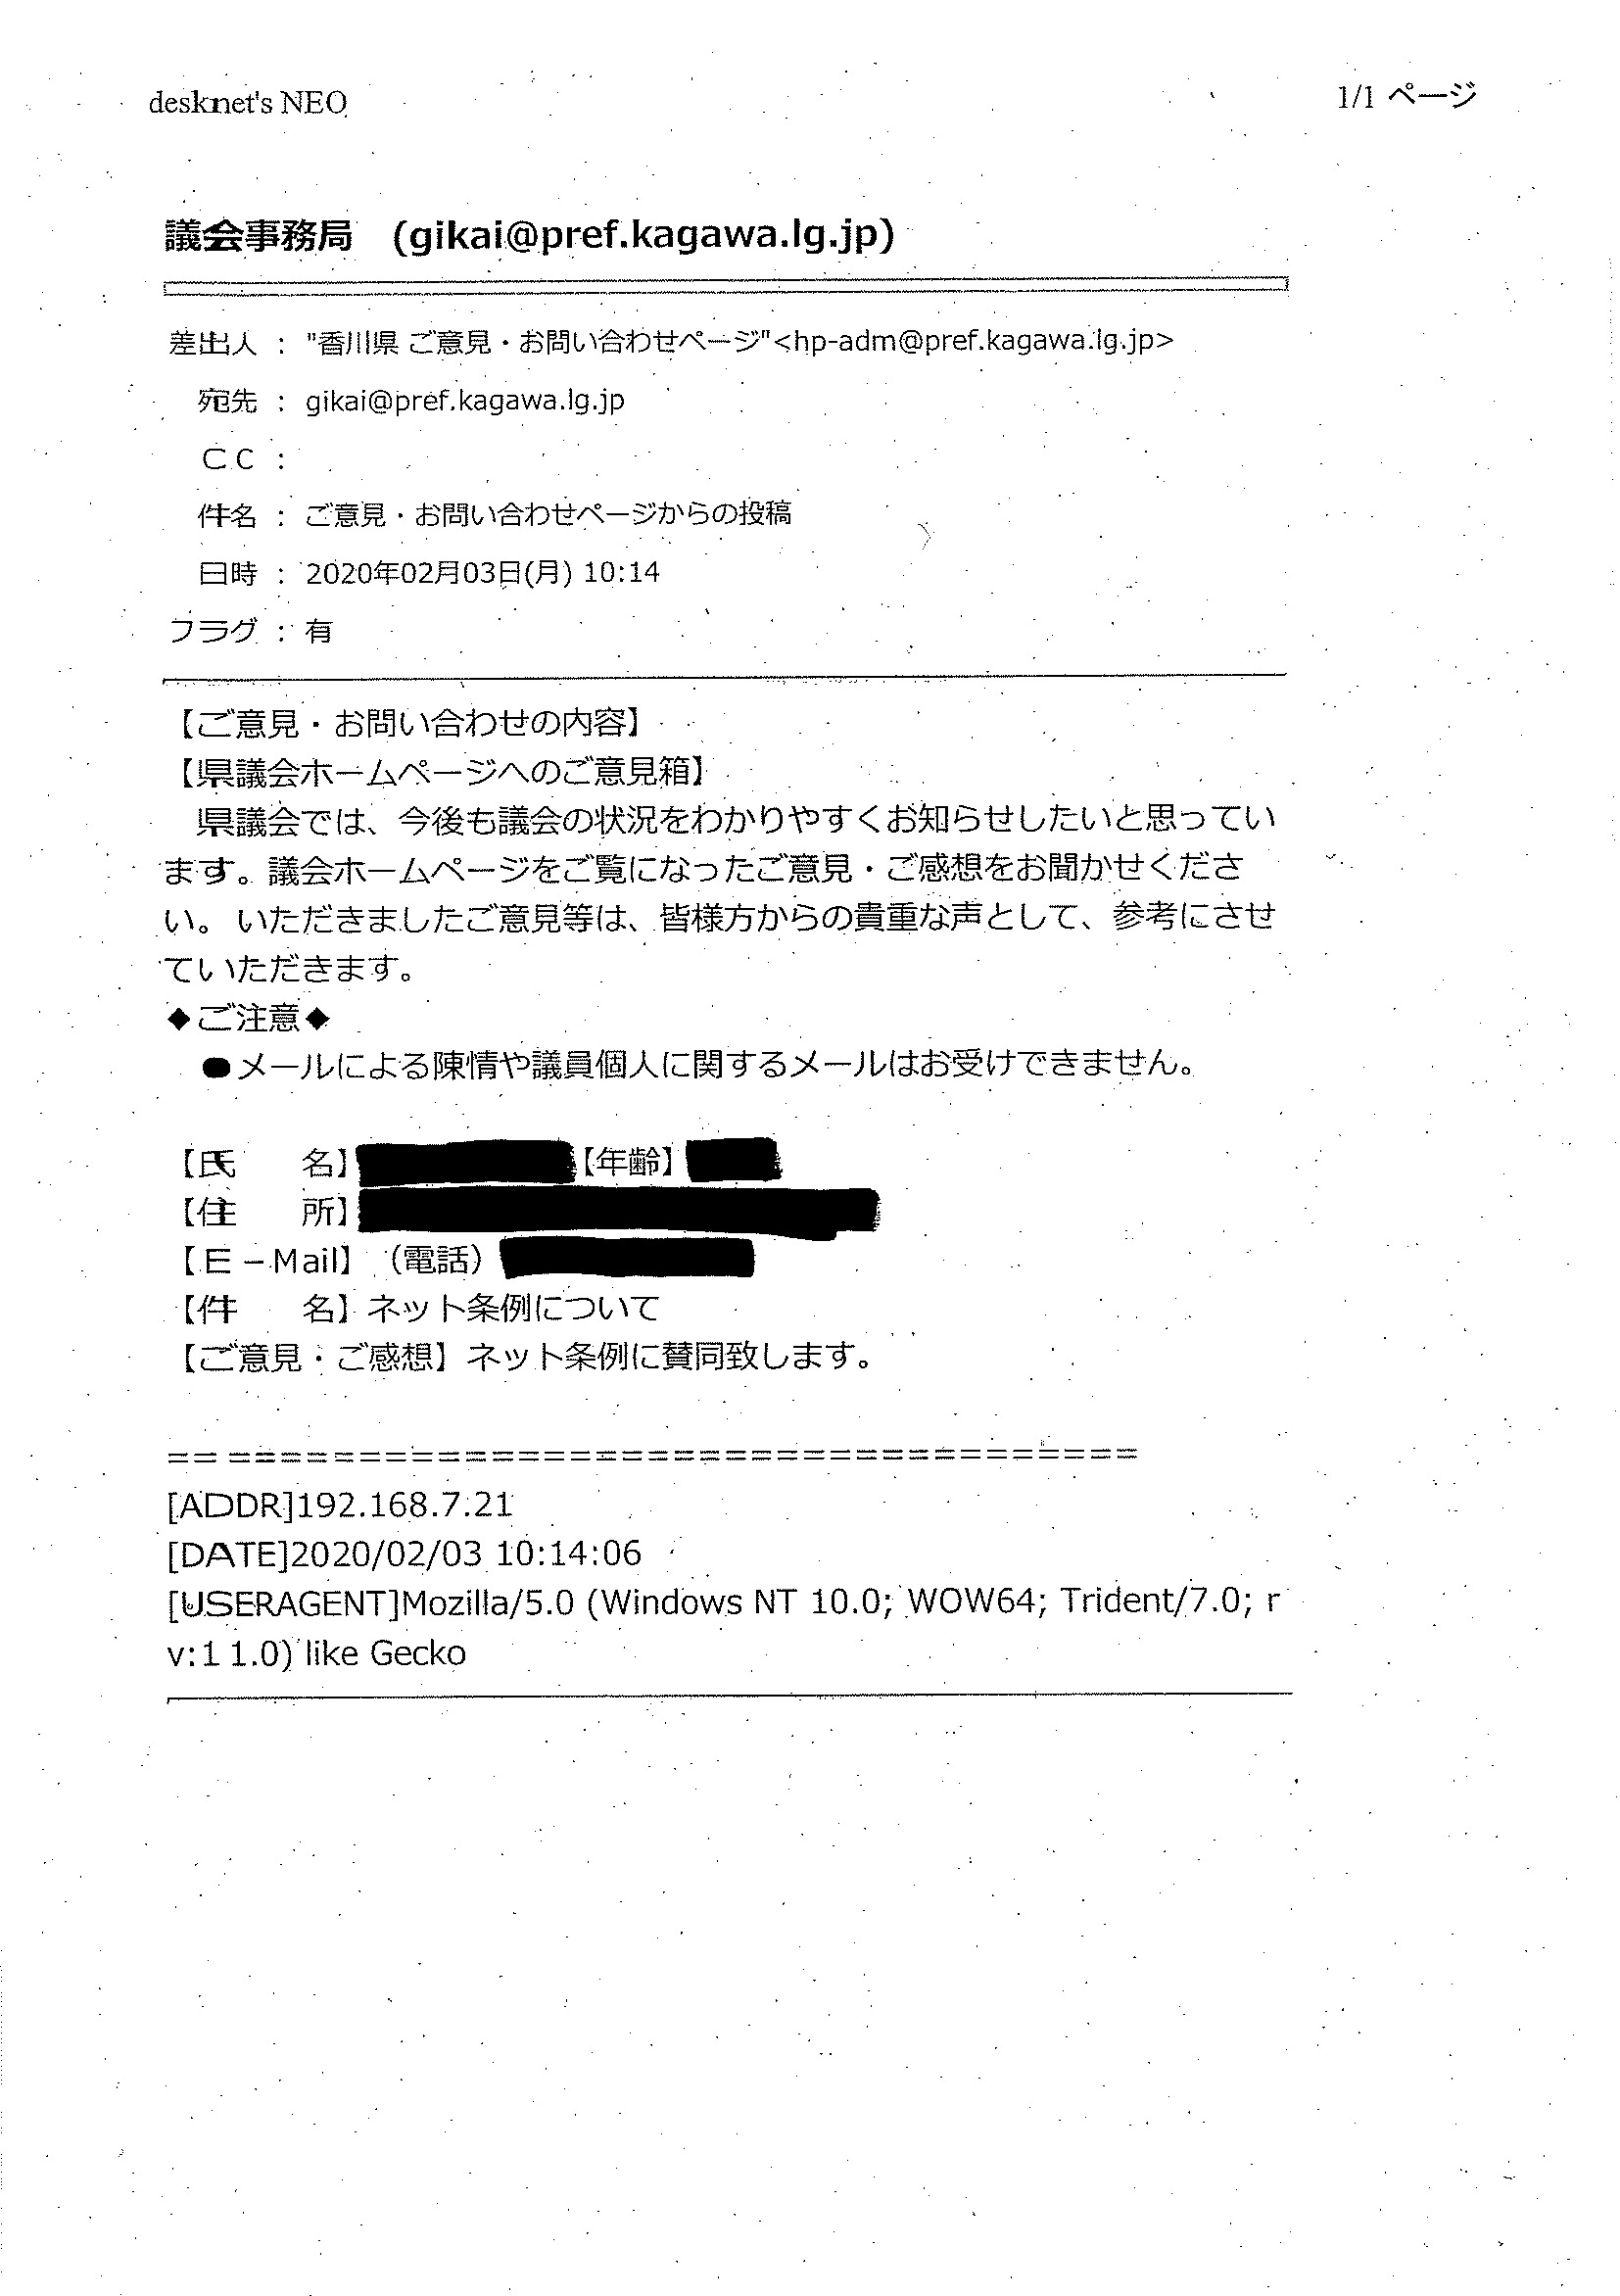 desknet's NEO
1/1 ページ
議会事務局 (gikai@pref.kagawa.lg.jp)
差出人 : "香川県 ご意見・お問い合わせページ"<hp-adm@pref.kagawa.lg.jp>
宛先 : gikai@pref.kagawa.lg.jp
CC :
件名 : ご意見・お問い合わせページからの投稿
日時 : 2020年02月03日(月) 10:14
フラグ : 有
【ご意見・お問い合わせの内容】
【県議会ホームページへのご意見箱】
県議会では、今後も議会の状況をわかりやすくお知らせしたいと思ってい
ます。議会ホームページをご覧になったご意見・ご感想をお聞かせくださ
い。 いただきましたご意見等は、皆様方からの貴重な声として、参考にさせ
ていただきます。
◆ご注意◆
●メールによる陳情や議員個人に関するメールはお受けできません。
【氏　　名】【年齢】
【住　　所】
【E－Mail】（電話）
【件　　名】ネット条例について
【ご意見・ご感想】ネット条例に賛同致します。
=====================================
[ADDR]192.168.7.21
[DATE]2020/02/03 10:14:06
[USERAGENT]Mozilla/5.0 (Windows NT 10.0; WOW64; Trident/7.0; r
v:11.0) like Gecko